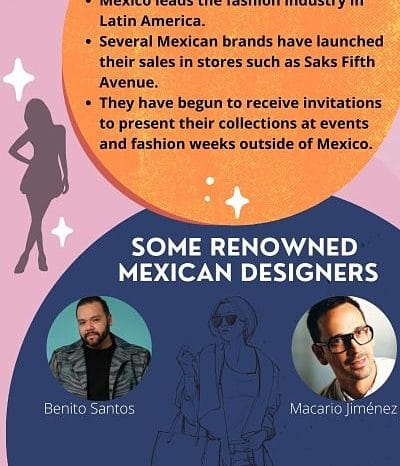 Mexico leads the fashion industry in
Latin America.
• Several Mexican brands have launched
their sales in stores such as Saks Fifth
Avenue.
• They have begun to receive invitations
to present their collections at events
and fashion weeks outside of Mexico.
SOME RENOWNED
MEXICAN DESIGNERS
Benito Santos
Macario Jiménez